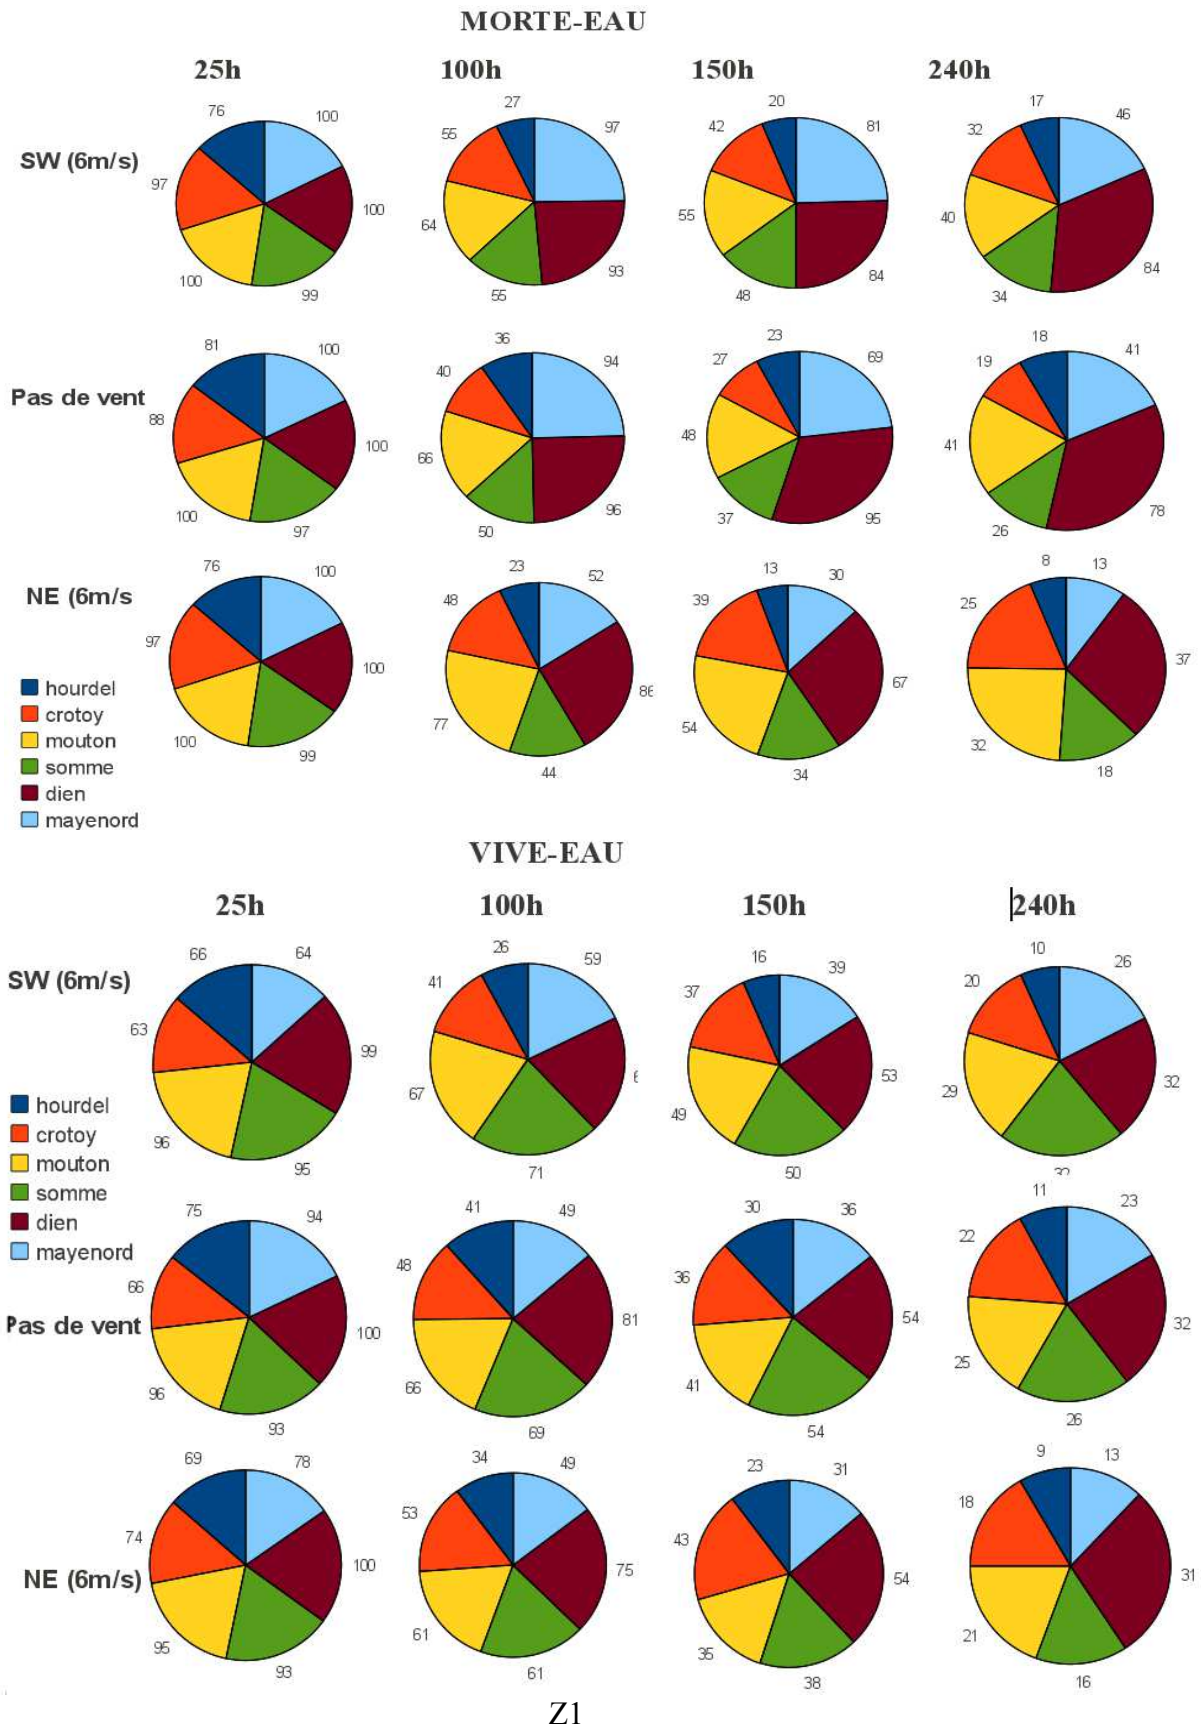 MORTE-EAU
25h 100h 150h 240h
SW (6m/s)
76 100 97 100 100 99
27 97 55 64 93 55
20 81 42 55 84 48
17 46 32 40 84 34
Pas de vent
81 100 88 100 100 97
36 94 40 66 96 50
23 69 27 48 95 37
18 41 19 41 78 26
NE (6m/s
76 100 97 100 100 99
23 52 48 86 77 44
13 30 39 67 54 34
8 13 25 37 32 18
hourdel
crotoy
mouton
somme
dien
mayenord
VIVE-EAU
25h 100h 150h 240h
SW (6m/s)
66 64 63 99 96 95
26 59 41 67 71
16 39 37 53 49 50
10 26 20 32 29 32
hourdel
crotoy
mouton
somme
dien
mayenord
Pas de vent
75 94 66 100 96 93
41 49 48 81 66 69
30 36 36 54 41 54
11 23 22 32 25 26
NE (6m/s)
69 78 74 100 95 93
34 49 53 75 61 61
23 31 43 54 35 38
9 13 18 31 21 16
Z1